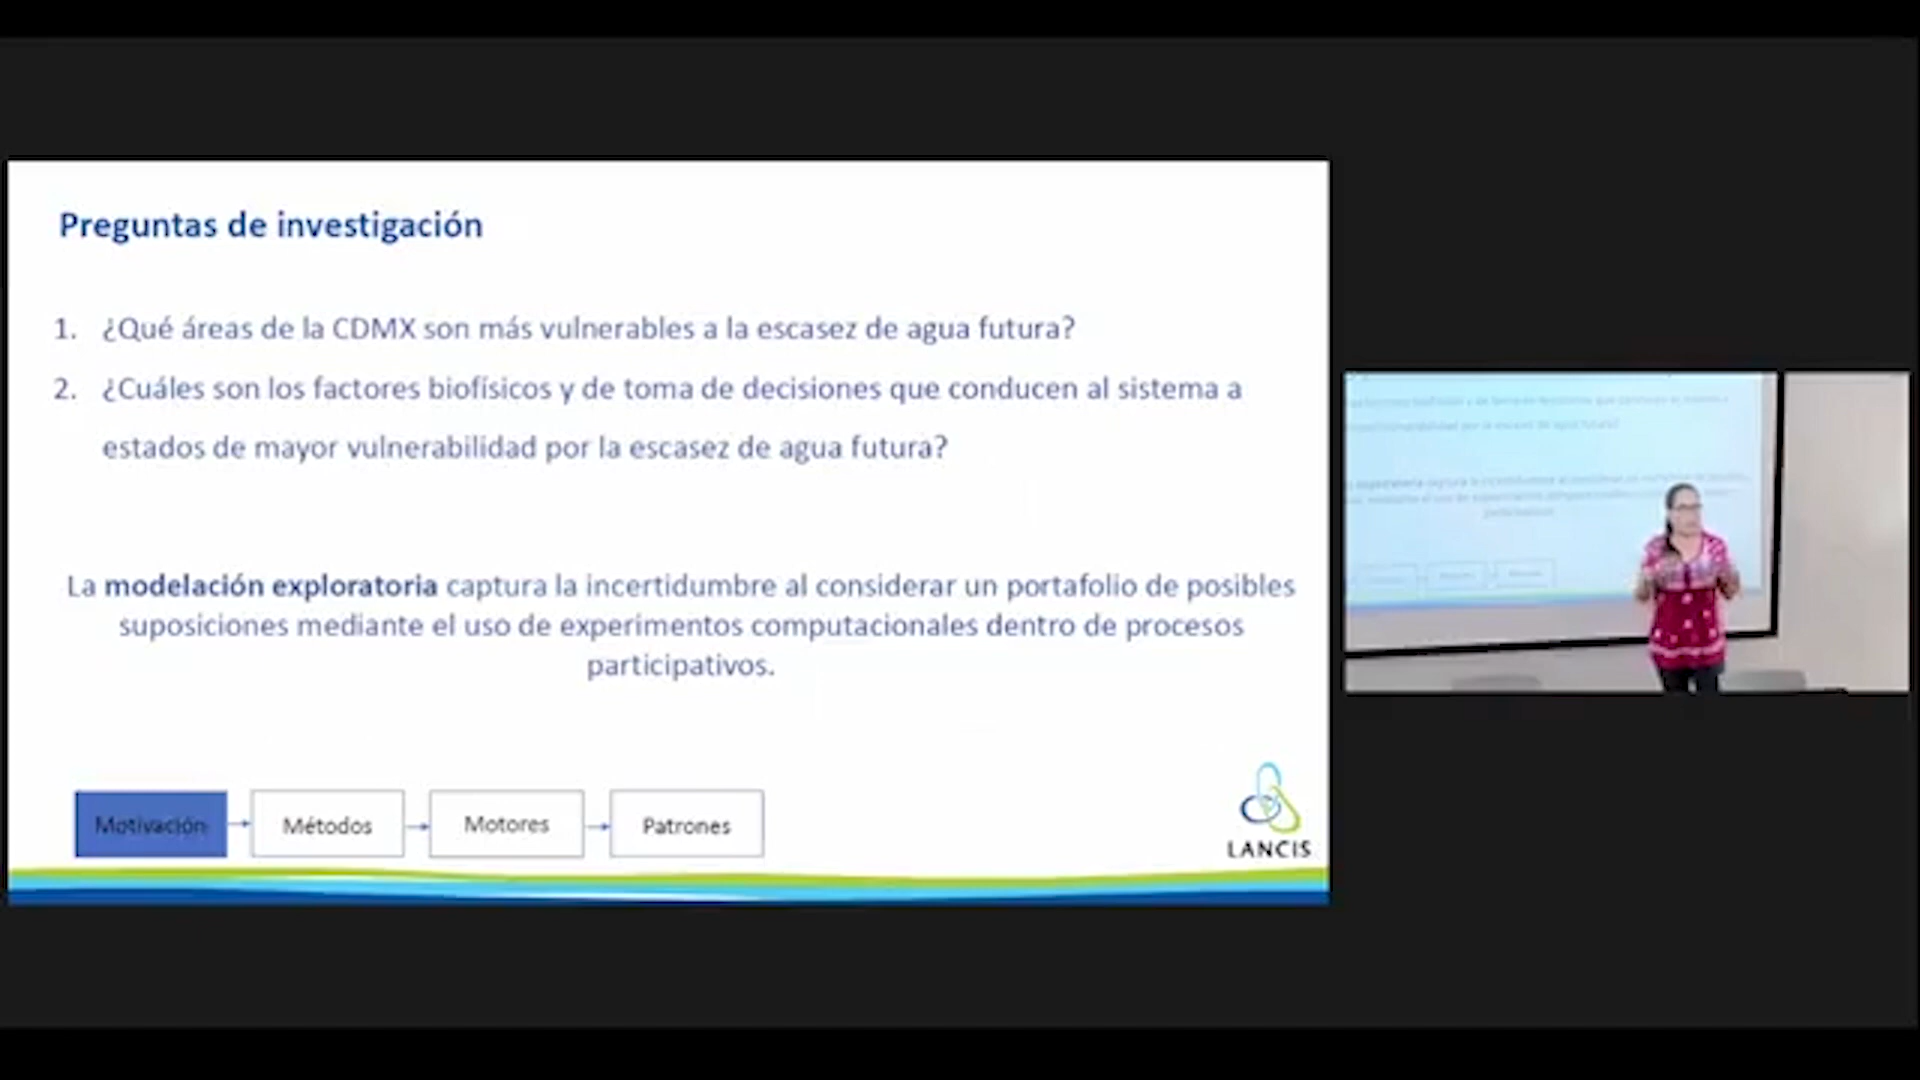 Preguntas de investigación
1. ¿Qué áreas de la CDMX son más vulnerables a la escasez de agua futura?
2. ¿Cuáles son los factores biofísicos y de toma de decisiones que conducen al sistema a
estados de mayor vulnerabilidad por la escasez de agua futura?
La modelación exploratoria captura la incertidumbre al considerar un portafolio de posibles
suposiciones mediante el uso de experimentos computacionales dentro de procesos
participativos.
Motivación
Métodos
Motores
Patrones
LANCIS